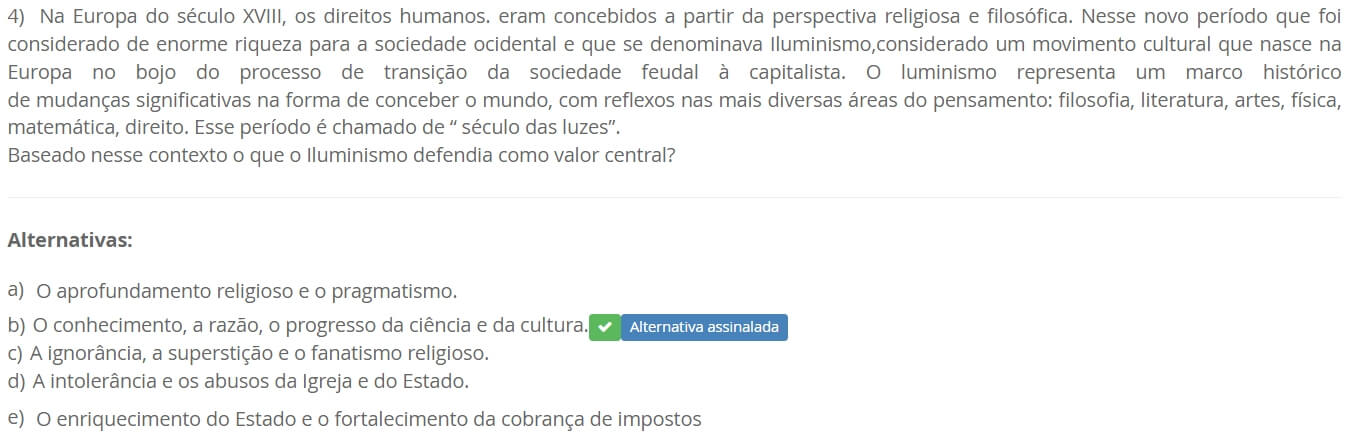 4) Na Europa do século XVIII, os direitos humanos. eram concebidos a partir da perspectiva religiosa e filosófica. Nesse novo período que foi
considerado de enorme riqueza para a sociedade ocidental e que se denominava Iluminismo,considerado um movimento cultural que nasce na
Europa no bojo do processo de transição da sociedade feudal à capitalista. O luminismo representa um marco histórico
de mudanças significativas na forma de conceber o mundo, com reflexos nas mais diversas áreas do pensamento: filosofia, literatura, artes, física,
matemática, direito. Esse período é chamado de “ século das luzes”.
Baseado nesse contexto o que o Iluminismo defendia como valor central?
Alternativas:
a) O aprofundamento religioso e o pragmatismo.
b) O conhecimento, a razão, o progresso da ciência e da cultura. Alternativa assinalada
c) A ignorância, a superstição e o fanatismo religioso.
d) A intolerância e os abusos da Igreja e do Estado.
e) O enriquecimento do Estado e o fortalecimento da cobrança de impostos